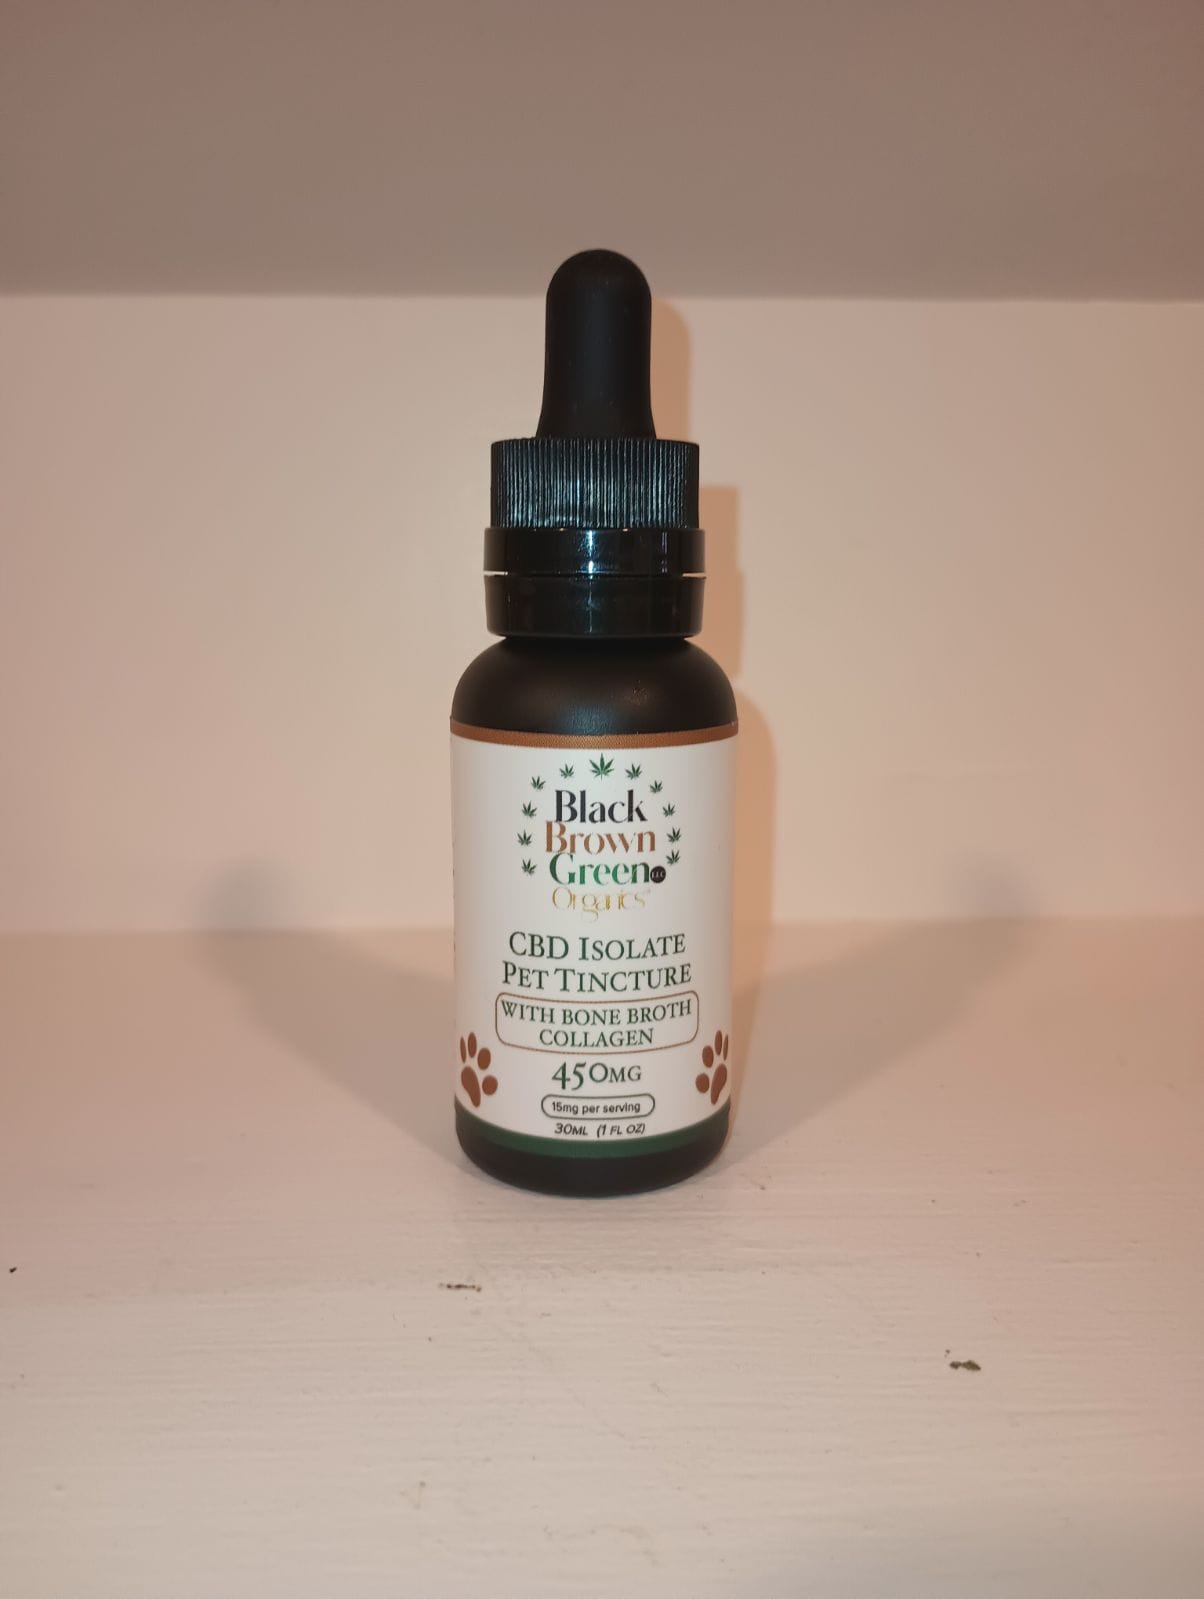 Black
Brown
Green LLC
Organics
CBD ISOLATE
PET TINCTURE
WITH BONE BROTH
COLLAGEN
450MG
15mg per serving
30ML (1 FL OZ)